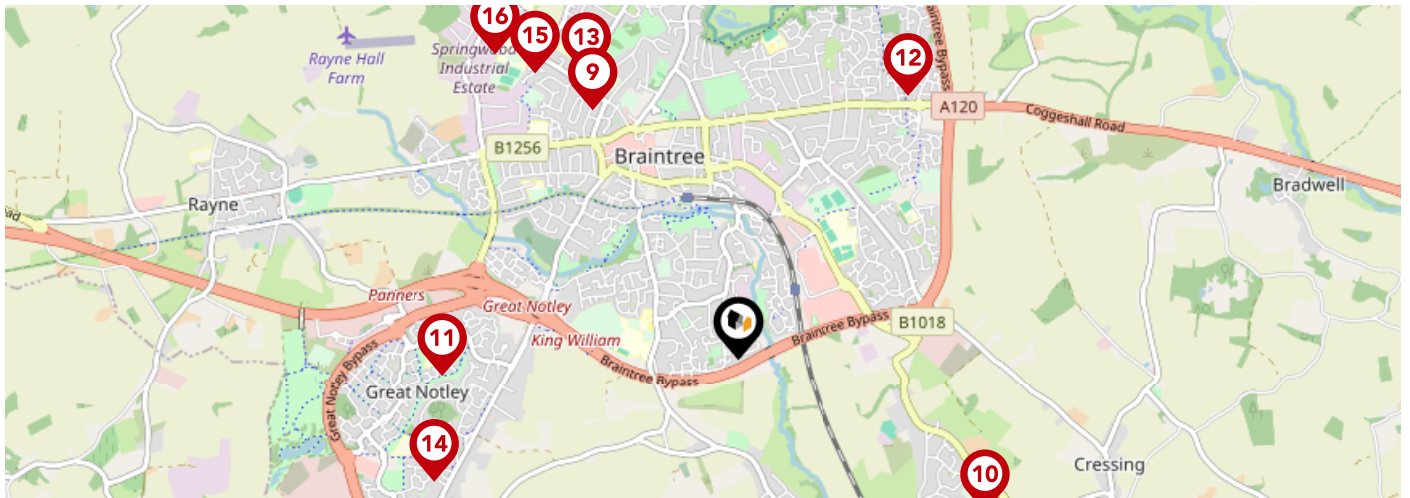 16
15
13
9
12
Springwood
Industrial
Estate
Rayne Hall
Farm
Braintree Bypass
A120
Coggeshall Road
B1256
Braintree
Bradwell
Rayne
Panners
Great Notley
King William
Braintree Bypass
B1018
Braintree Bypass
11
Great Notley Bypass
Great Notley
14
10
Cressing